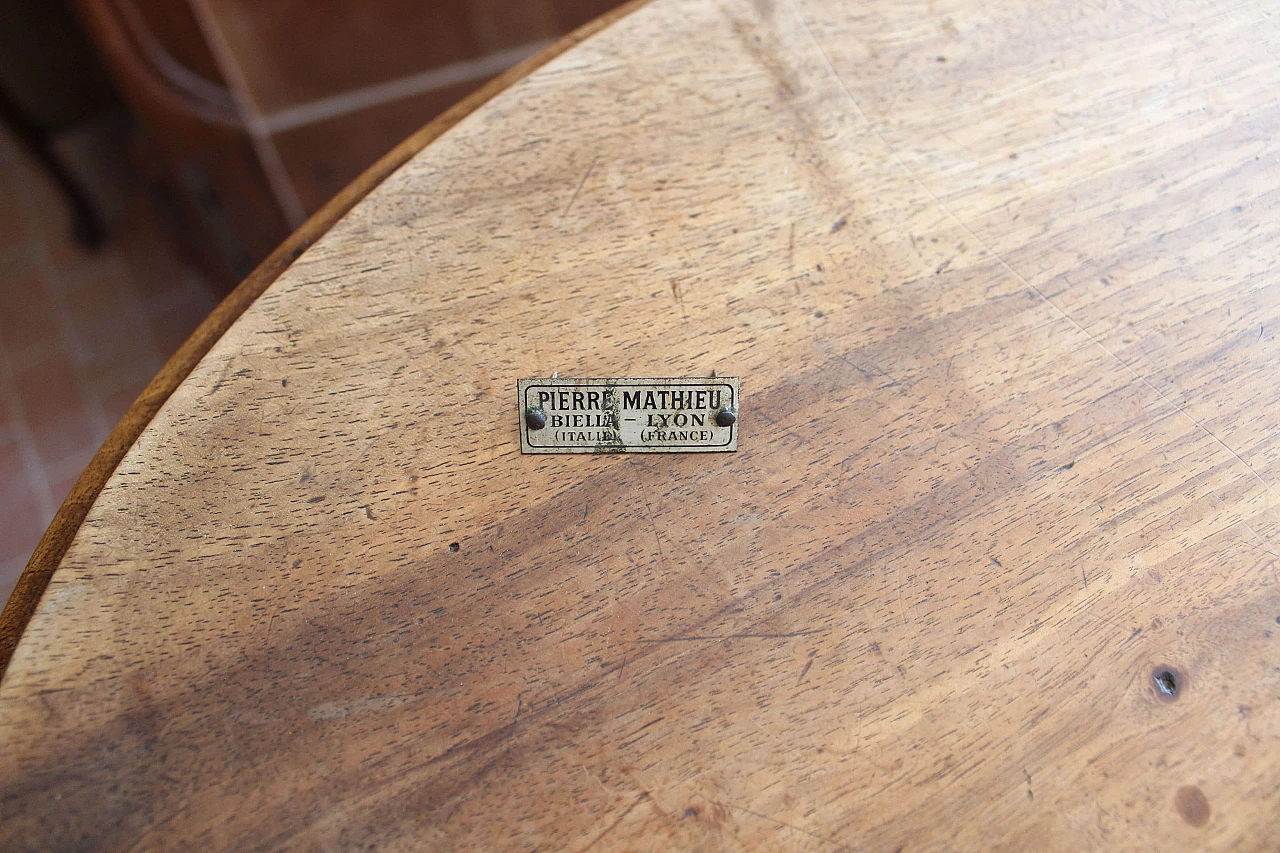 PIERRE MATHIEU
BIELLA - LYON
(ITALIE) (FRANCE)